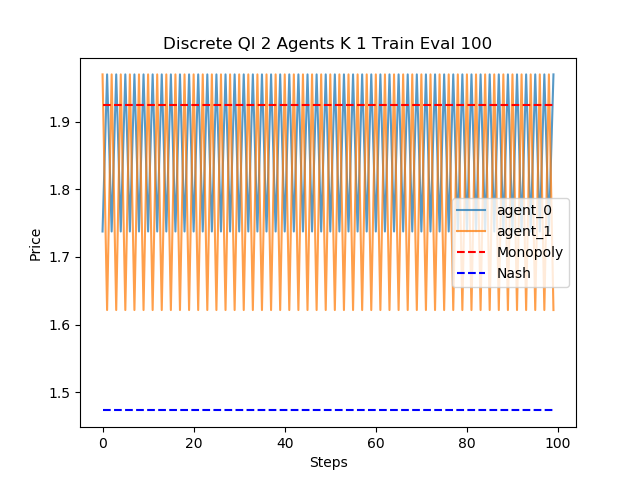 Discrete Ql 2 Agents K 1 Train Eval 100
1.9
1.8
1.7
1.6
1.5
Price
agent_0
agent_1
Monopoly
Nash
0 20 40 60 80 100
Steps